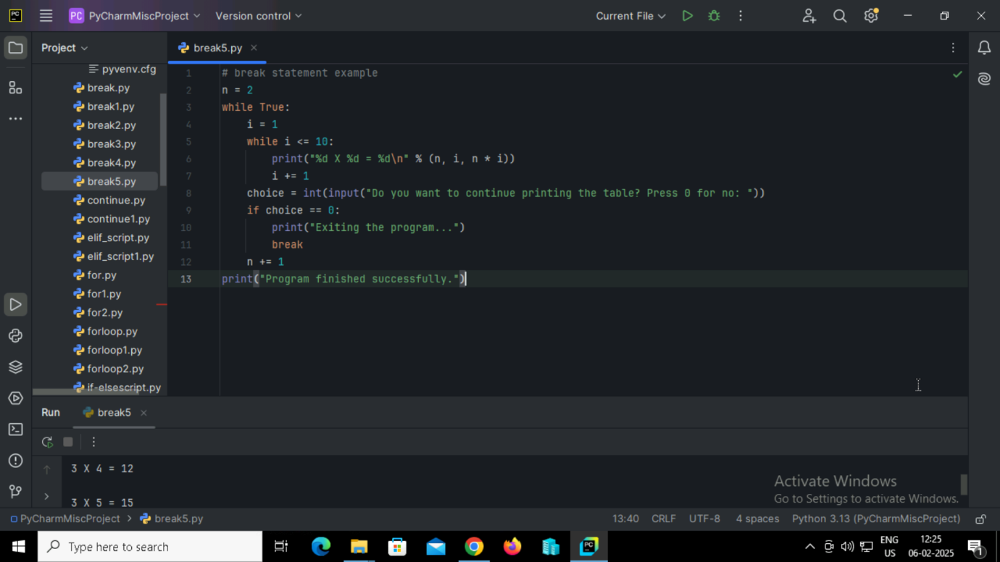 PC PC PyCharmMiscProject Version control Current File
Project break5.py
pyvenv.cfg
break.py
break1.py
break2.py
break3.py
break4.py
break5.py
continue.py
continue1.py
elif_script.py
elif_script1.py
for.py
for1.py
for2.py
forloop.py
forloop1.py
forloop2.py
if-elsescript.py
1 # break statement example
2 n = 2
3 while True:
4 i = 1
5 while i <= 10:
6 print("%d X %d = %d\n" % (n, i, n * i))
7 i += 1
8 choice = int(input("Do you want to continue printing the table? Press 0 for no: "))
9 if choice == 0:
10 print("Exiting the program...")
11 break
12 n += 1
13 print("Program finished successfully.")
Run break5
3 X 4 = 12
3 X 5 = 15
Activate Windows
Go to Settings to activate Windows.
PyCharmMiscProject > break5.py 13:40 CRLF UTF-8 4 spaces Python 3.13 (PyCharmMiscProject)
Type here to search
PC
ENG
US
12:25
06-02-2025
1